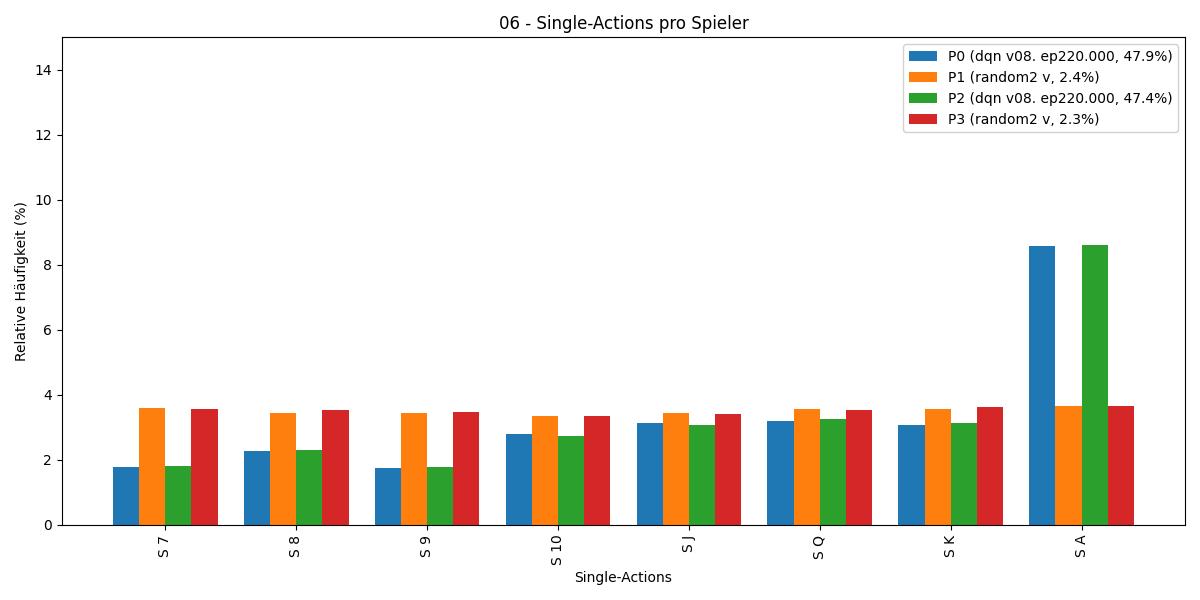 06 - Single-Actions pro Spieler
P0 (dqn v08. ep220.000, 47.9%)
P1 (random2 v, 2.4%)
P2 (dqn v08. ep220.000, 47.4%)
P3 (random2 v, 2.3%)
Relative Häufigkeit (%)
14
12
10
8
6
4
2
0
S 7
S 8
S 9
S 10
S J
S Q
S K
S A
Single-Actions